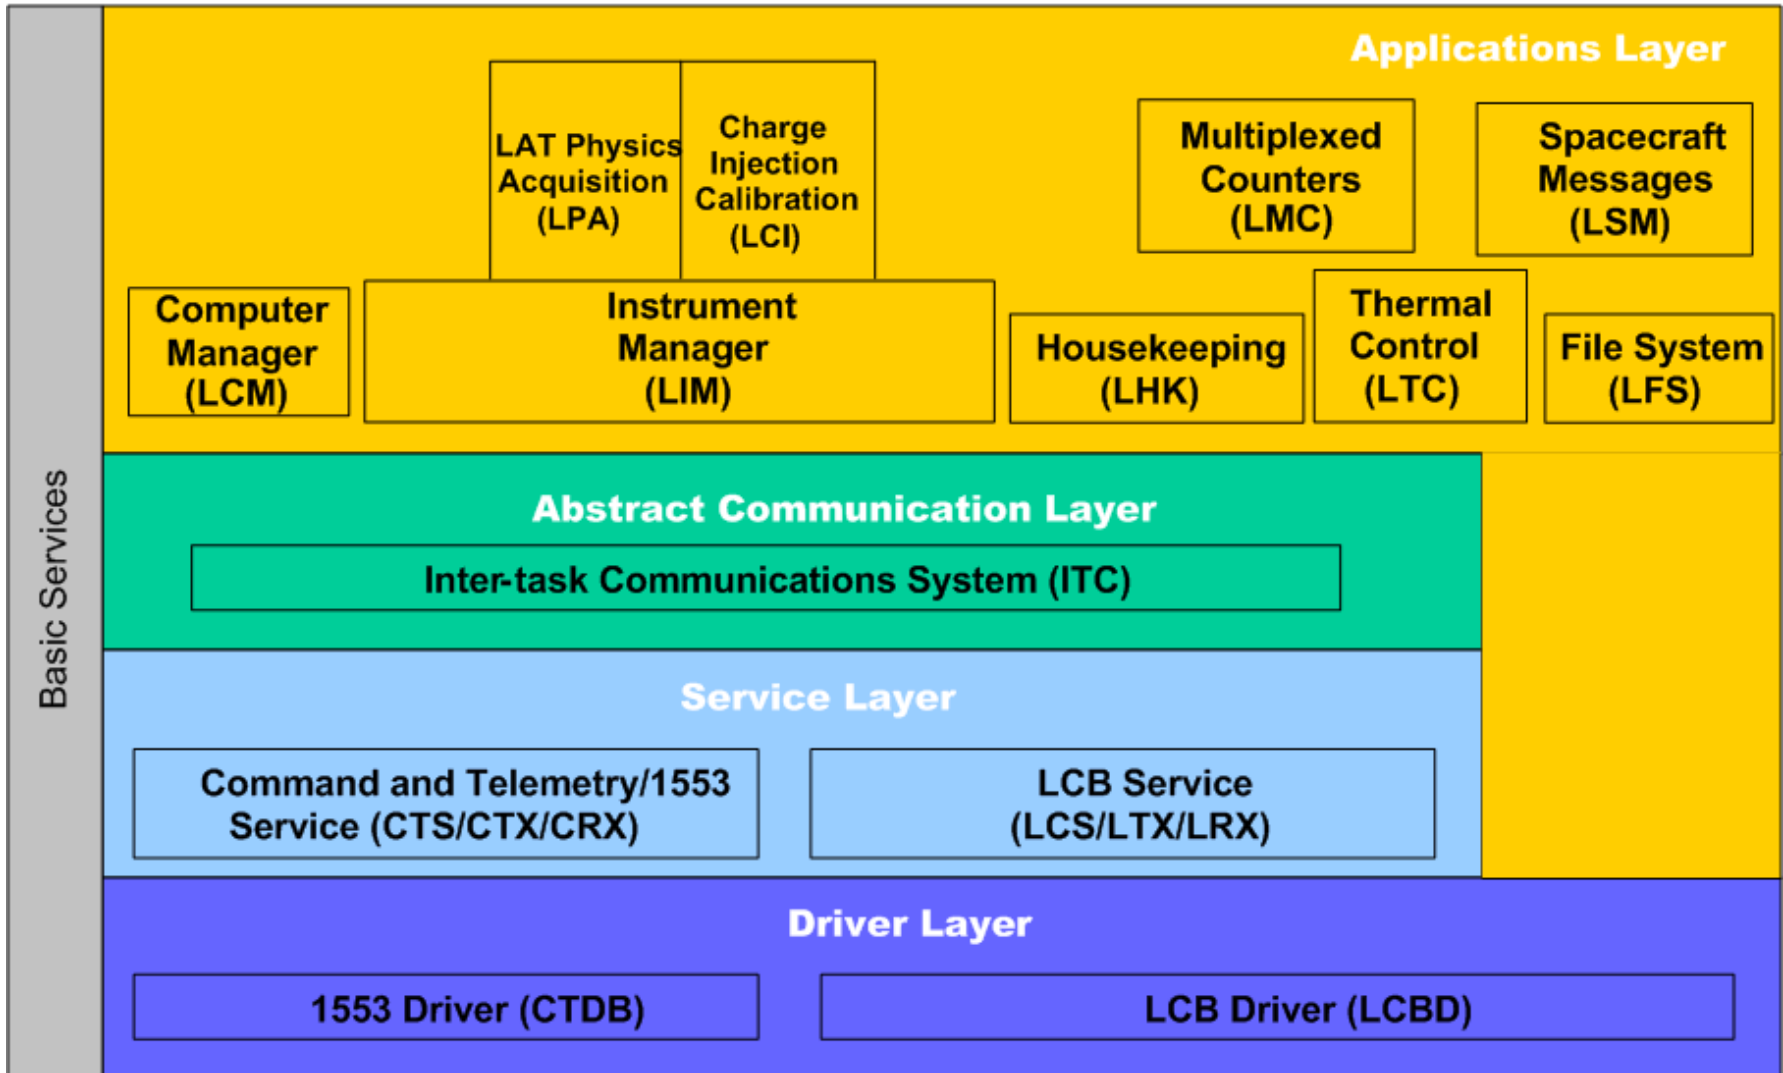 Applications Layer
LAT Physics
Acquisition
(LPA)
Charge
Injection
Calibration
(LCI)
Multiplexed
Counters
(LMC)
Spacecraft
Messages
(LSM)
Computer
Manager
(LCM)
Instrument
Manager
(LIM)
Housekeeping
(LHK)
Thermal
Control
(LTC)
File System
(LFS)
Basic Services
Abstract Communication Layer
Inter-task Communications System (ITC)
Service Layer
Command and Telemetry/1553
Service (CTS/CTX/CRX)
LCB Service
(LCS/LTX/LRX)
Driver Layer
1553 Driver (CTDB)
LCB Driver (LCBD)